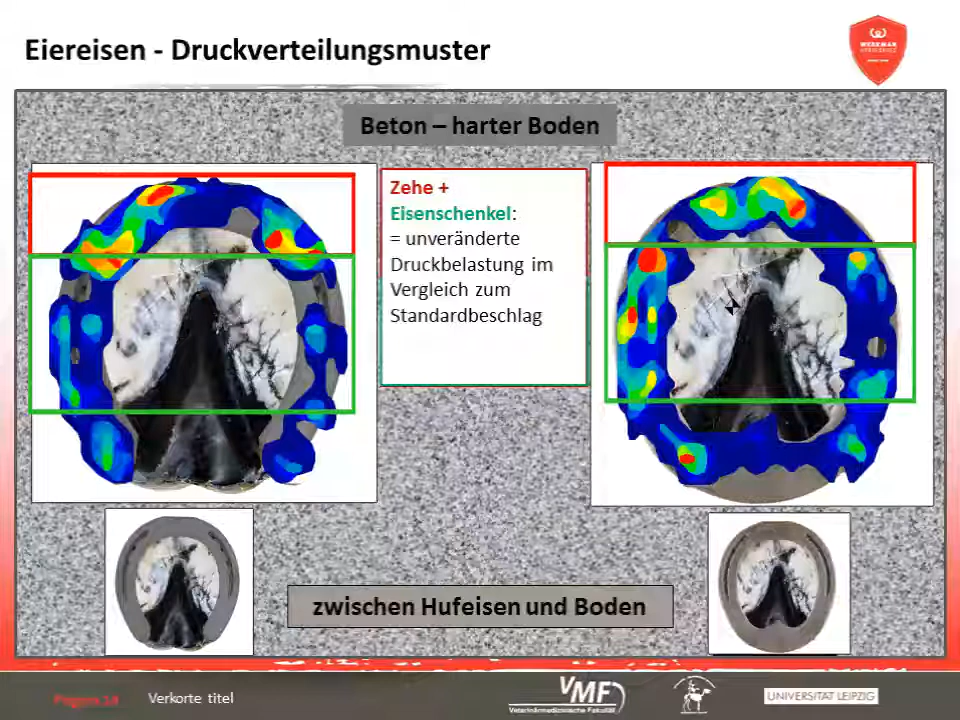 Eiereisen - Druckverteilungsmuster
WERKMAN
Beton – harter Boden
Zehe +
Eisenschenkel:
= unveränderte
Druckbelastung im
Vergleich zum
Standardbeschlag
zwischen Hufeisen und Boden
Verkorte titel
VMF
Veterinärmedizinische Fakultät
UNIVERSITÄT LEIPZIG